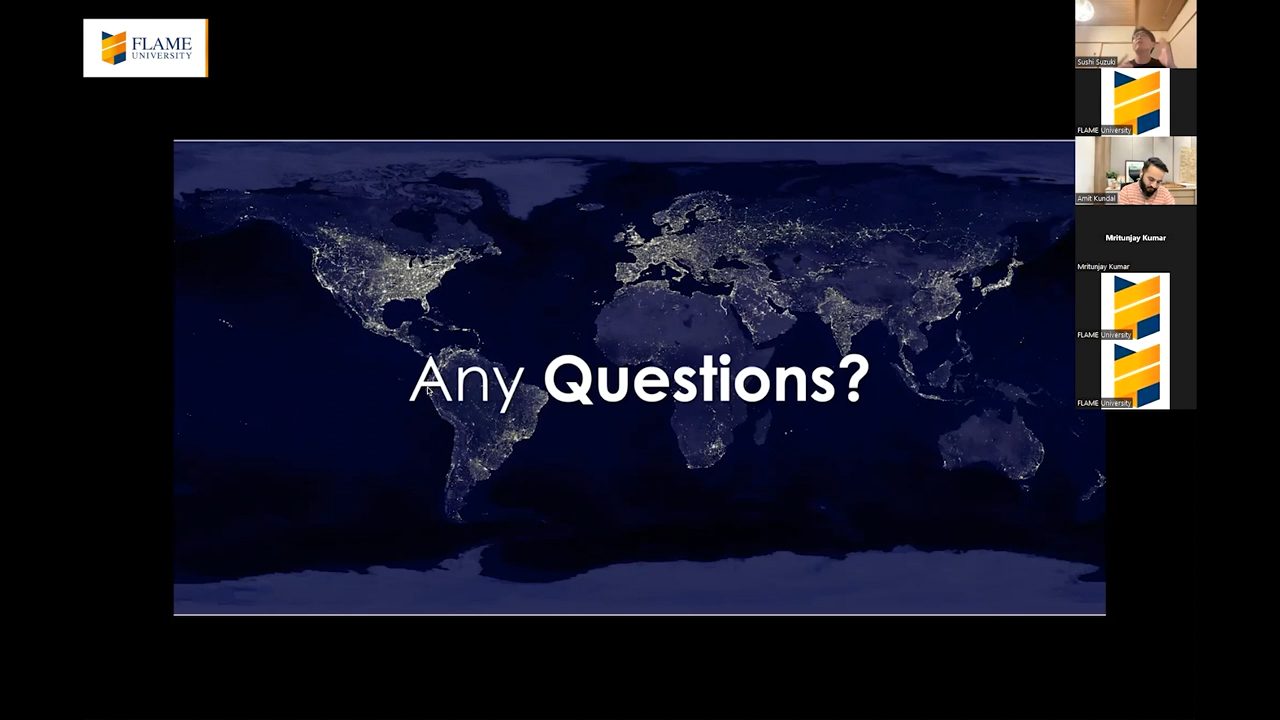 FLAME
UNIVERSITY
Any Questions?
Sushi Suzuki
FLAME University
Amit Kundal
Mritunjay Kumar
Mritunjay Kumar
FLAME University
FLAME University